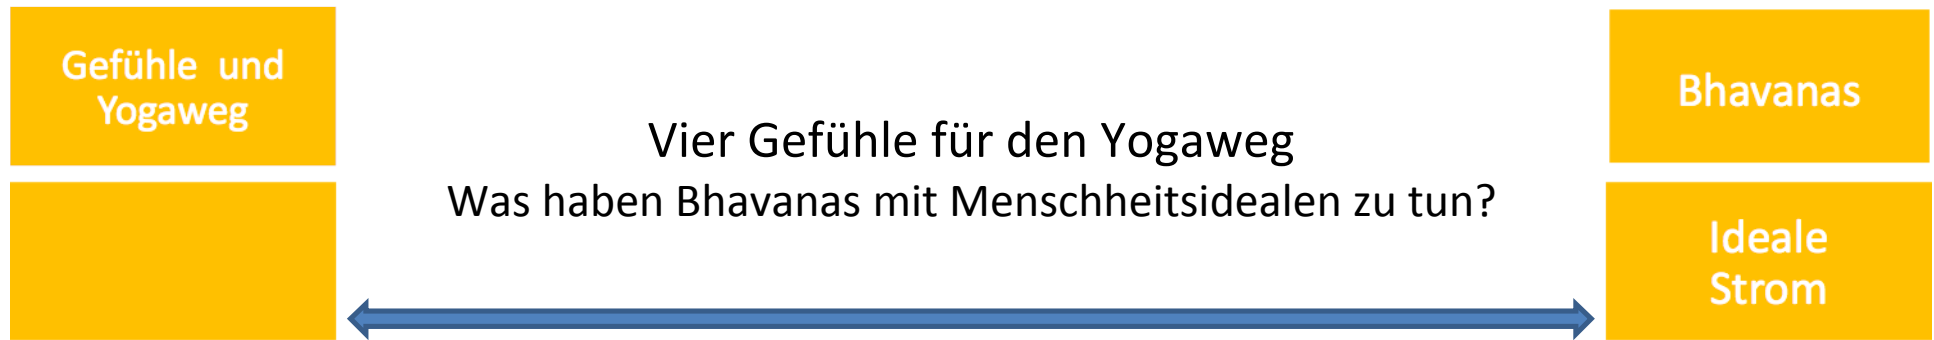 Gefühle und
Yogaweg
Vier Gefühle für den Yogaweg
Was haben Bhavanas mit Menschheitsidealen zu tun?
Bhavanas
Ideale
Strom